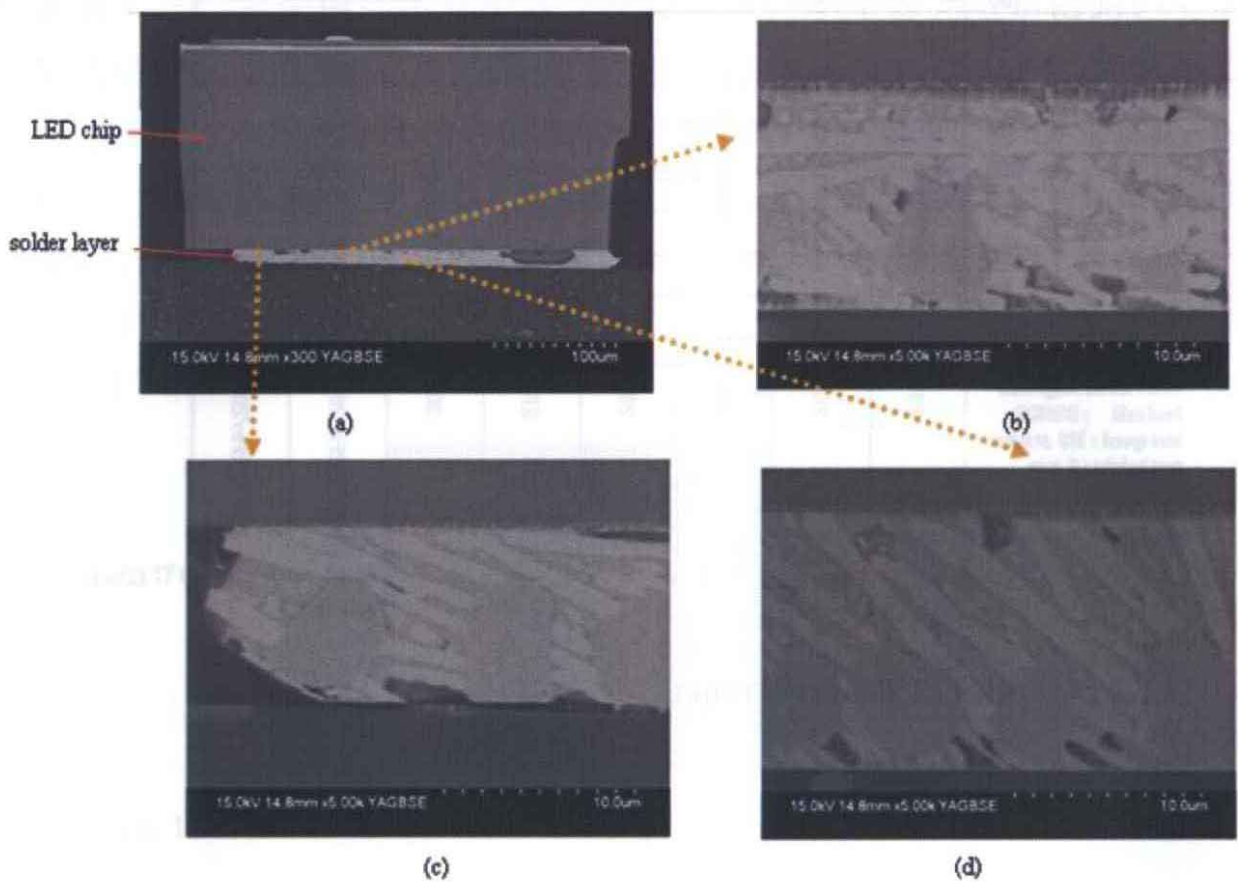 LED chip
solder layer
15.0kV 14.8mm x300 YAGBSE 100um
(a)
15.0kV 14.8mm x5.00k YAGBSE 10.0um
(b)
15.0kV 14.8mm x5.00k YAGBSE 10.0um
(c)
15.0kV 14.8mm x5.00k YAGBSE 10.0um
(d)